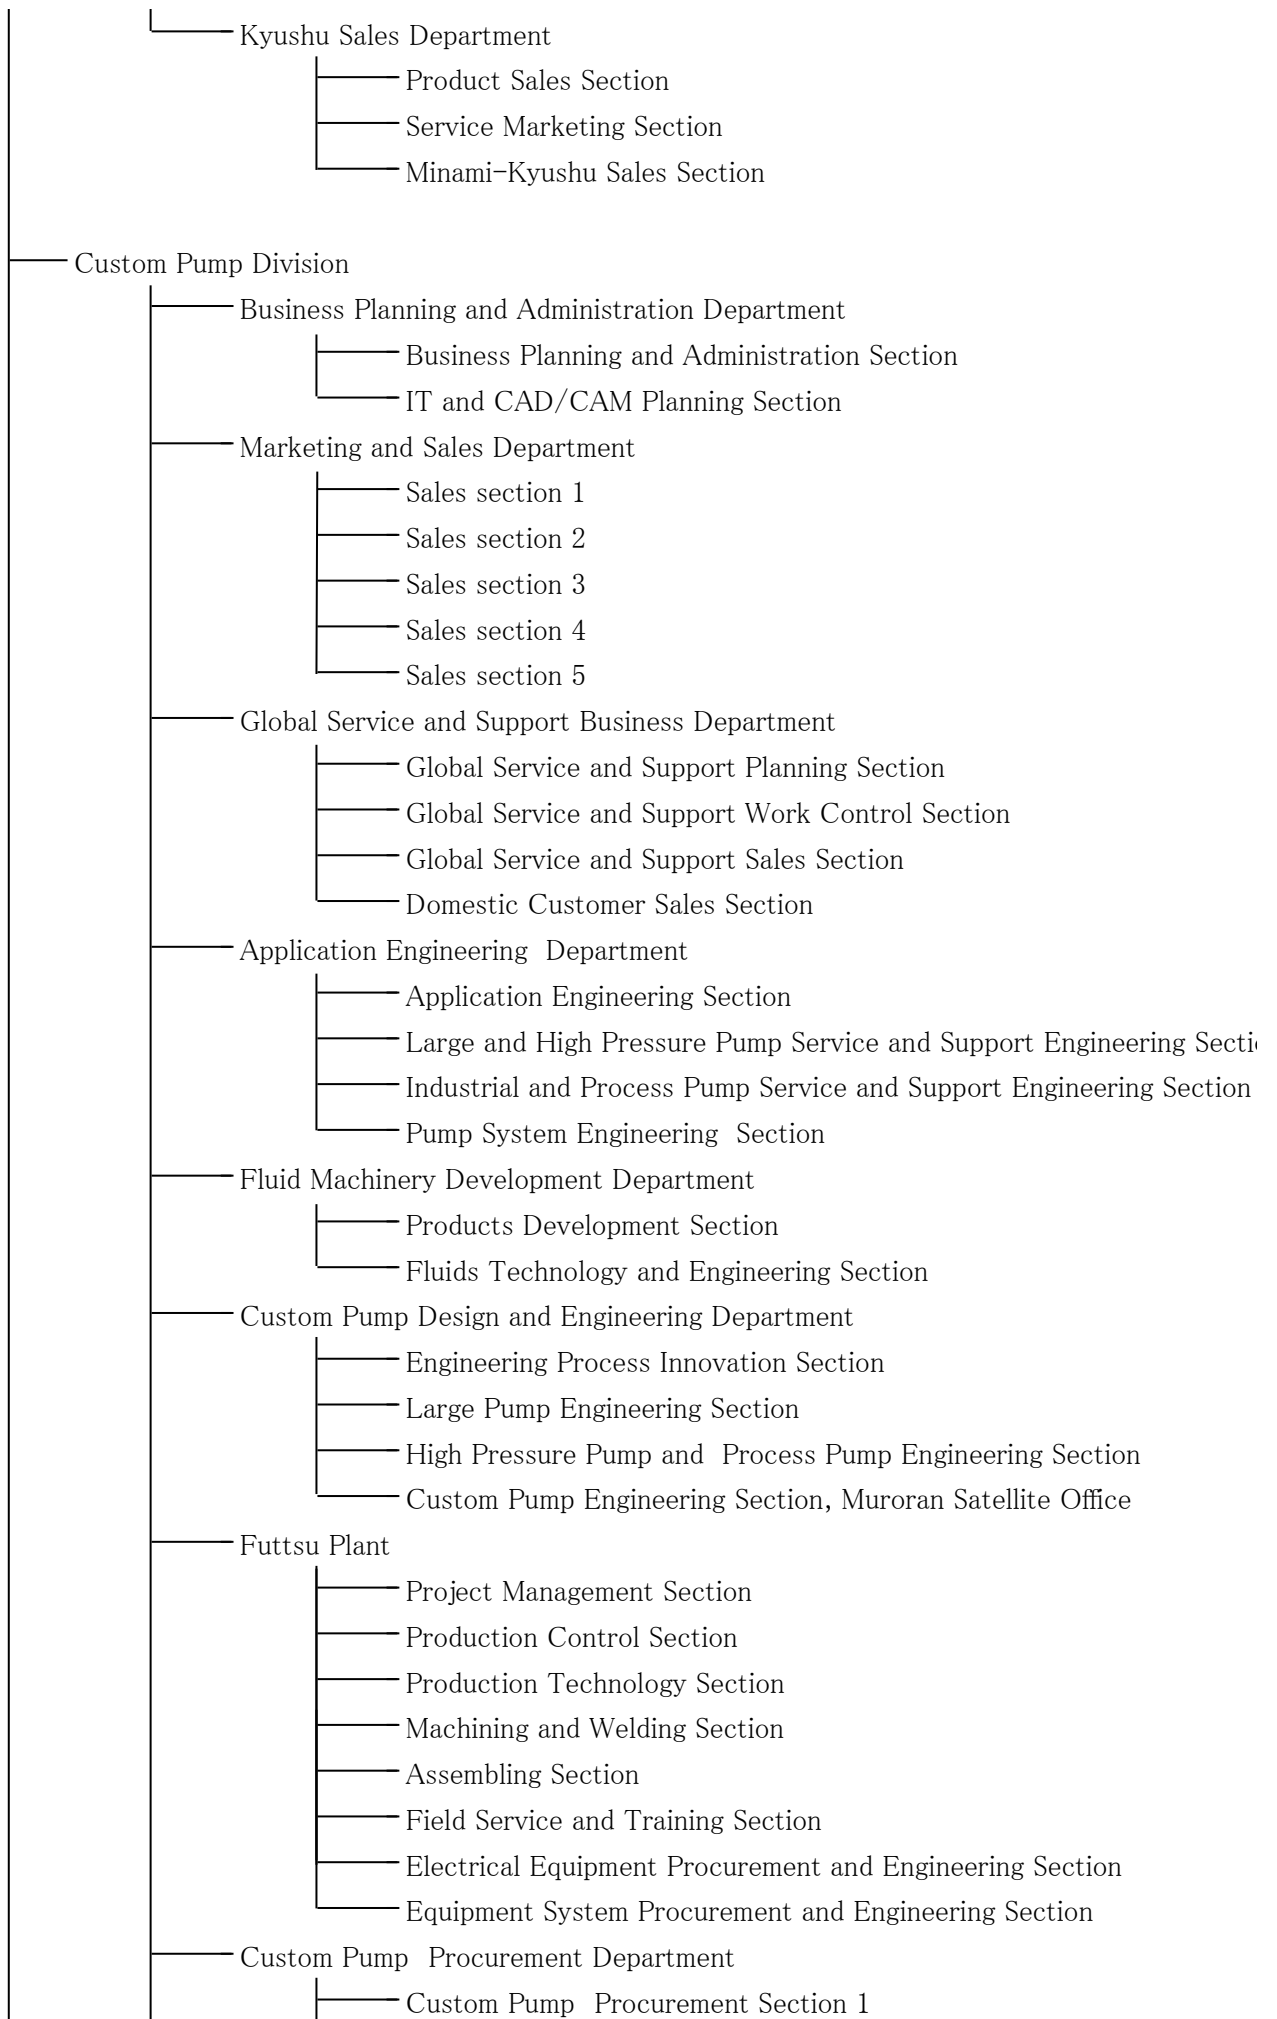 Kyushu Sales Department
Product Sales Section
Service Marketing Section
Minami-Kyushu Sales Section
Custom Pump Division
Business Planning and Administration Department
Business Planning and Administration Section
IT and CAD/CAM Planning Section
Marketing and Sales Department
Sales section 1
Sales section 2
Sales section 3
Sales section 4
Sales section 5
Global Service and Support Business Department
Global Service and Support Planning Section
Global Service and Support Work Control Section
Global Service and Support Sales Section
Domestic Customer Sales Section
Application Engineering Department
Application Engineering Section
Large and High Pressure Pump Service and Support Engineering Secti
Industrial and Process Pump Service and Support Engineering Section
Pump System Engineering Section
Fluid Machinery Development Department
Products Development Section
Fluids Technology and Engineering Section
Custom Pump Design and Engineering Department
Engineering Process Innovation Section
Large Pump Engineering Section
High Pressure Pump and Process Pump Engineering Section
Custom Pump Engineering Section, Muroran Satellite Office
Futtsu Plant
Project Management Section
Production Control Section
Production Technology Section
Machining and Welding Section
Assembling Section
Field Service and Training Section
Electrical Equipment Procurement and Engineering Section
Equipment System Procurement and Engineering Section
Custom Pump Procurement Department
Custom Pump Procurement Section 1